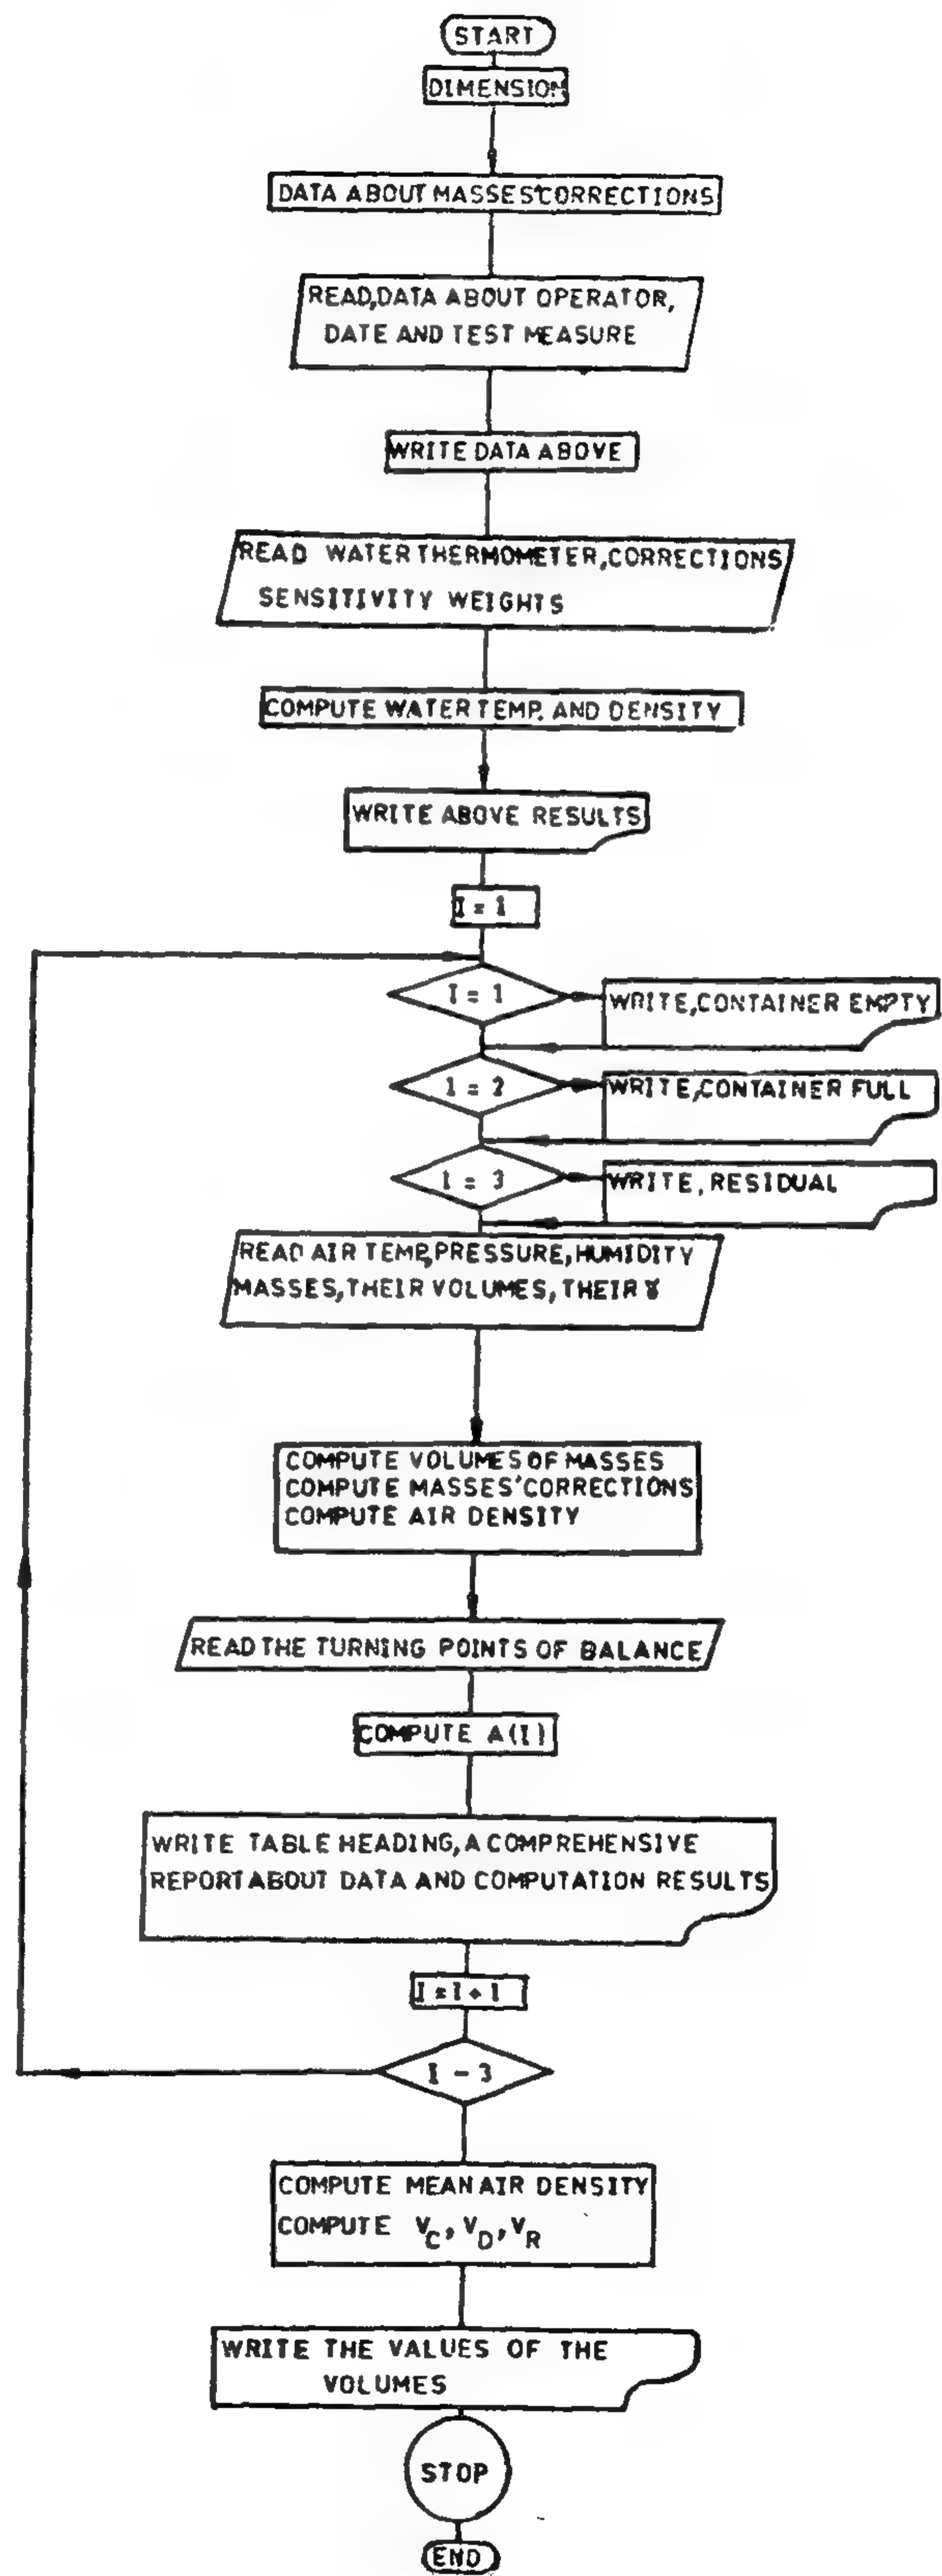 START
DIMENSION
DATA ABOUT MASSES'CORRECTIONS
READ,DATA ABOUT OPERATOR,
DATE AND TEST MEASURE
WRITE DATA ABOVE
READ WATER THERMOMETER,CORRECTIONS
SENSITIVITY WEIGHTS
COMPUTE WATER TEMP. AND DENSITY
WRITE ABOVE RESULTS
I = 1
I = 1
WRITE,CONTAINER EMPTY
I = 2
WRITE,CONTAINER FULL
I = 3
WRITE, RESIDUAL
READ AIR TEMP,PRESSURE,HUMIDITY
MASSES,THEIR VOLUMES,THEIR ɣ
COMPUTE VOLUMES OF MASSES
COMPUTE MASSES'CORRECTIONS
COMPUTE AIR DENSITY
READ THE TURNING POINTS OF BALANCE
COMPUTE A(I)
WRITE TABLE HEADING,A COMPREHENSIVE
REPORT ABOUT DATA AND COMPUTATION RESULTS
I = I + 1
I - 3
COMPUTE MEAN AIR DENSITY
COMPUTE V_C, V_D, V_R
WRITE THE VALUES OF THE
VOLUMES
STOP
END